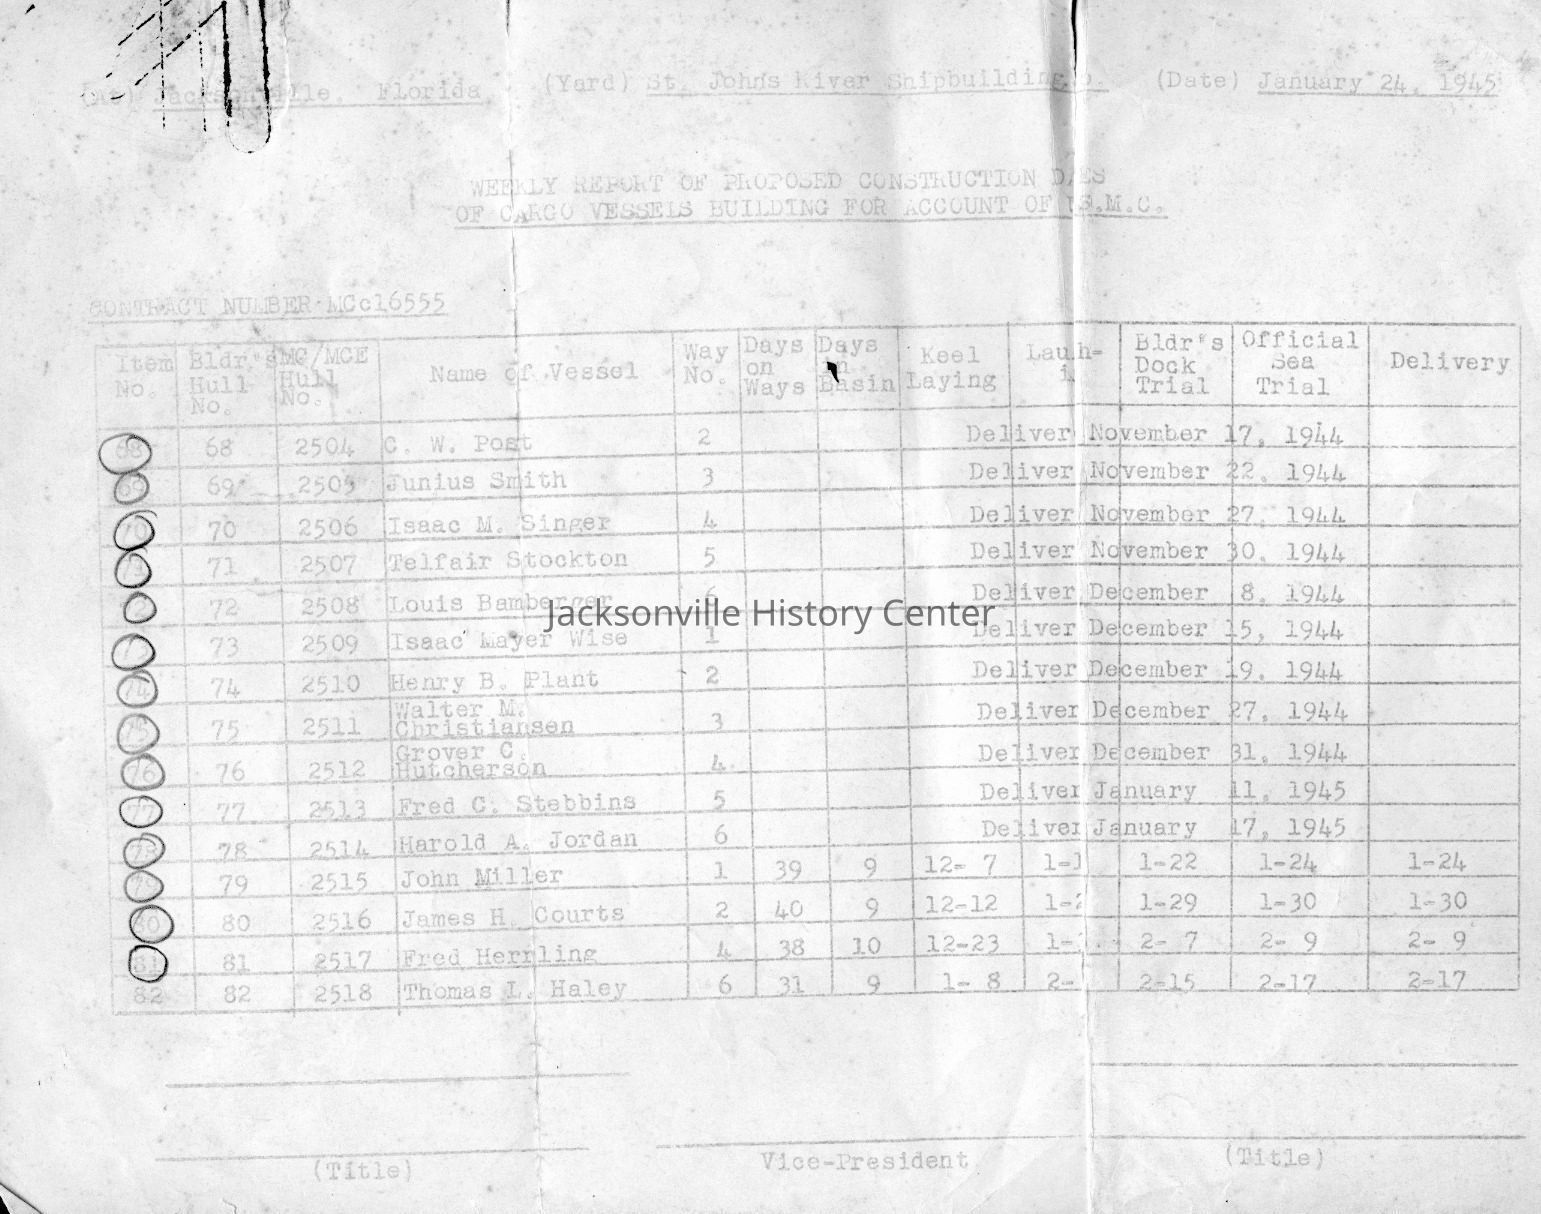 (At) Jacksonville, Florida (Yard) St. Johns River Shipbuilding (Date) January 24, 1945
WEEKLY REPORT OF PROPOSED CONSTRUCTION
OF CARGO VESSELS BUILDING FOR ACCOUNT OF U.S.M.C.
CONTRACT NUMBER MCc16555
Item No. Bldr's Hull No. MC/MCE Hull No. Name of Vessel Way No. Days on Ways Days in Basin Keel Laying Bldr's Dock Trial Official Sea Trial Delivery
68 68 2504 C. W. Post 2 Deliver November 17, 1944
69 69 2505 Junius Smith 3 Deliver November 22, 1944
70 70 2506 Isaac M. Singer 4 Deliver November 27, 1944
71 71 2507 Telfair Stockton 5 Deliver November 30, 1944
72 2508 Louis Bamberger 6 Deliver December 8, 1944
Jacksonville History Center
73 73 2509 Isaac Mayer Wise 1 Deliver December 15, 1944
74 74 2510 Henry B. Plant 2 Deliver December 19, 1944
75 75 2511 Walter M. Christiansen 3 Deliver December 27, 1944
76 76 2512 Grover C. Hutcherson 4 Deliver December 31, 1944
77 77 2513 Fred C. Stebbins 5 Deliver January 11, 1945
78 78 2514 Harold A. Jordan 6 Deliver January 17, 1945
79 79 2515 John Miller 1 39 9 12- 7 1-22 1-24 1-24
80 80 2516 James H. Courts 2 40 9 12-12 1-29 1-30 1-30
81 81 2517 Fred Herrling 4 38 10 12-23 2- 7 2- 9 2- 9
82 82 2518 Thomas L. Haley 6 31 9 1- 8 2-15 2-17 2-17
(Title) Vice-President (Title)